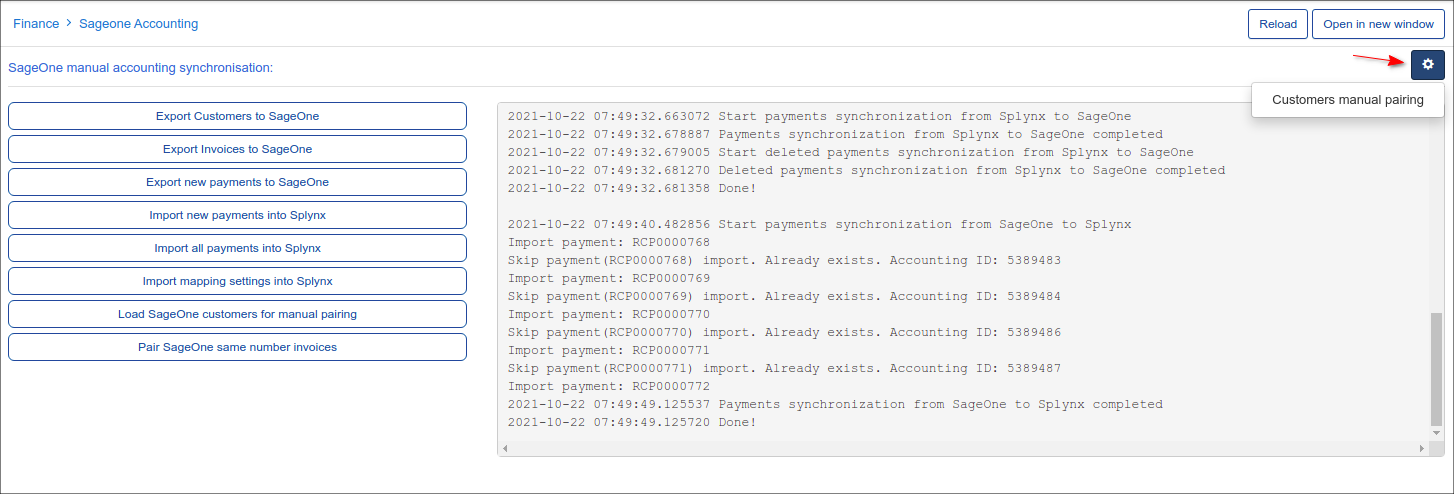 Finance > Sageone Accounting
Reload
Open in new window
SageOne manual accounting synchronisation:
Customers manual pairing
Export Customers to SageOne
Export Invoices to SageOne
Export new payments to SageOne
Import new payments into Splynx
Import all payments into Splynx
Import mapping settings into Splynx
Load SageOne customers for manual pairing
Pair SageOne same number invoices
2021-10-22 07:49:32.663072 Start payments synchronization from Splynx to SageOne
2021-10-22 07:49:32.678887 Payments synchronization from Splynx to SageOne completed
2021-10-22 07:49:32.679005 Start deleted payments synchronization from Splynx to SageOne
2021-10-22 07:49:32.681270 Deleted payments synchronization from Splynx to SageOne completed
2021-10-22 07:49:32.681358 Done!
2021-10-22 07:49:40.482856 Start payments synchronization from SageOne to Splynx
Import payment: RCP0000768
Skip payment(RCP0000768) import. Already exists. Accounting ID: 5389483
Import payment: RCP0000769
Skip payment(RCP0000769) import. Already exists. Accounting ID: 5389484
Import payment: RCP0000770
Skip payment(RCP0000770) import. Already exists. Accounting ID: 5389486
Import payment: RCP0000771
Skip payment(RCP0000771) import. Already exists. Accounting ID: 5389487
Import payment: RCP0000772
2021-10-22 07:49:49.125537 Payments synchronization from SageOne to Splynx completed
2021-10-22 07:49:49.125720 Done!